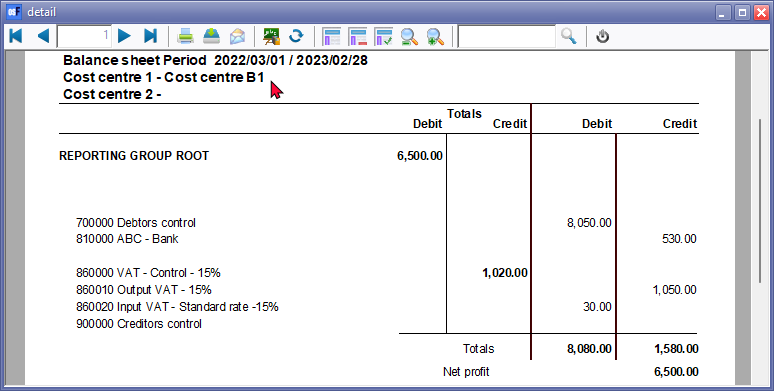 detail
1
Balance sheet Period 2022/03/01 / 2023/02/28
Cost centre 1 - Cost centre B1
Cost centre 2 -
Totals
Debit Credit Debit Credit
REPORTING GROUP ROOT 6,500.00
700000 Debtors control 8,050.00
810000 ABC - Bank 530.00
860000 VAT - Control - 15% 1,020.00
860010 Output VAT - 15% 1,050.00
860020 Input VAT - Standard rate -15% 30.00
900000 Creditors control
Totals 8,080.00 1,580.00
Net profit 6,500.00